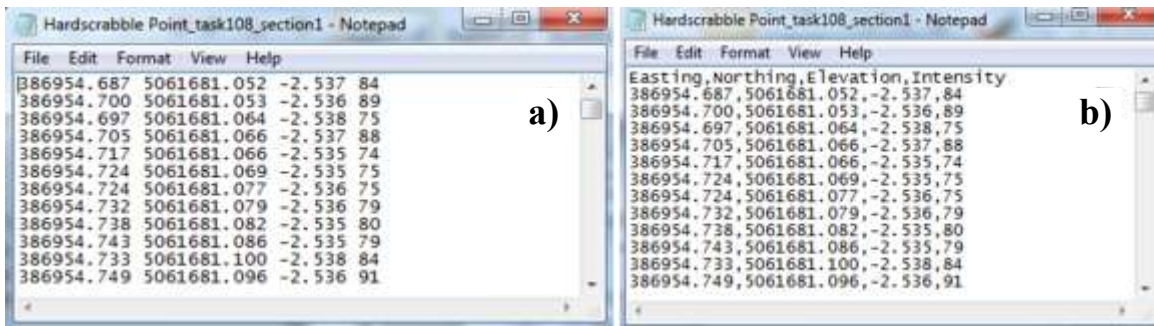 Hardscrabble Point_task108_section1 - Notepad
File Edit Format View Help
386954.687 5061681.052 -2.537 84
386954.700 5061681.053 -2.536 89
386954.697 5061681.064 -2.538 75
386954.705 5061681.066 -2.537 88
386954.717 5061681.066 -2.535 74
386954.724 5061681.069 -2.535 75
386954.724 5061681.077 -2.536 75
386954.732 5061681.079 -2.536 79
386954.738 5061681.082 -2.535 80
386954.743 5061681.086 -2.535 79
386954.733 5061681.100 -2.538 84
386954.749 5061681.096 -2.536 91
a)
Hardscrabble Point_task108_section1 - Notepad
File Edit Format View Help
Easting,Northing,Elevation,Intensity
386954.687,5061681.052,-2.537,84
386954.700,5061681.053,-2.536,89
386954.697,5061681.064,-2.538,75
386954.705,5061681.066,-2.537,88
386954.717,5061681.066,-2.535,74
386954.724,5061681.069,-2.535,75
386954.724,5061681.077,-2.536,75
386954.732,5061681.079,-2.536,79
386954.738,5061681.082,-2.535,80
386954.743,5061681.086,-2.535,79
386954.733,5061681.100,-2.538,84
386954.749,5061681.096,-2.536,91
b)